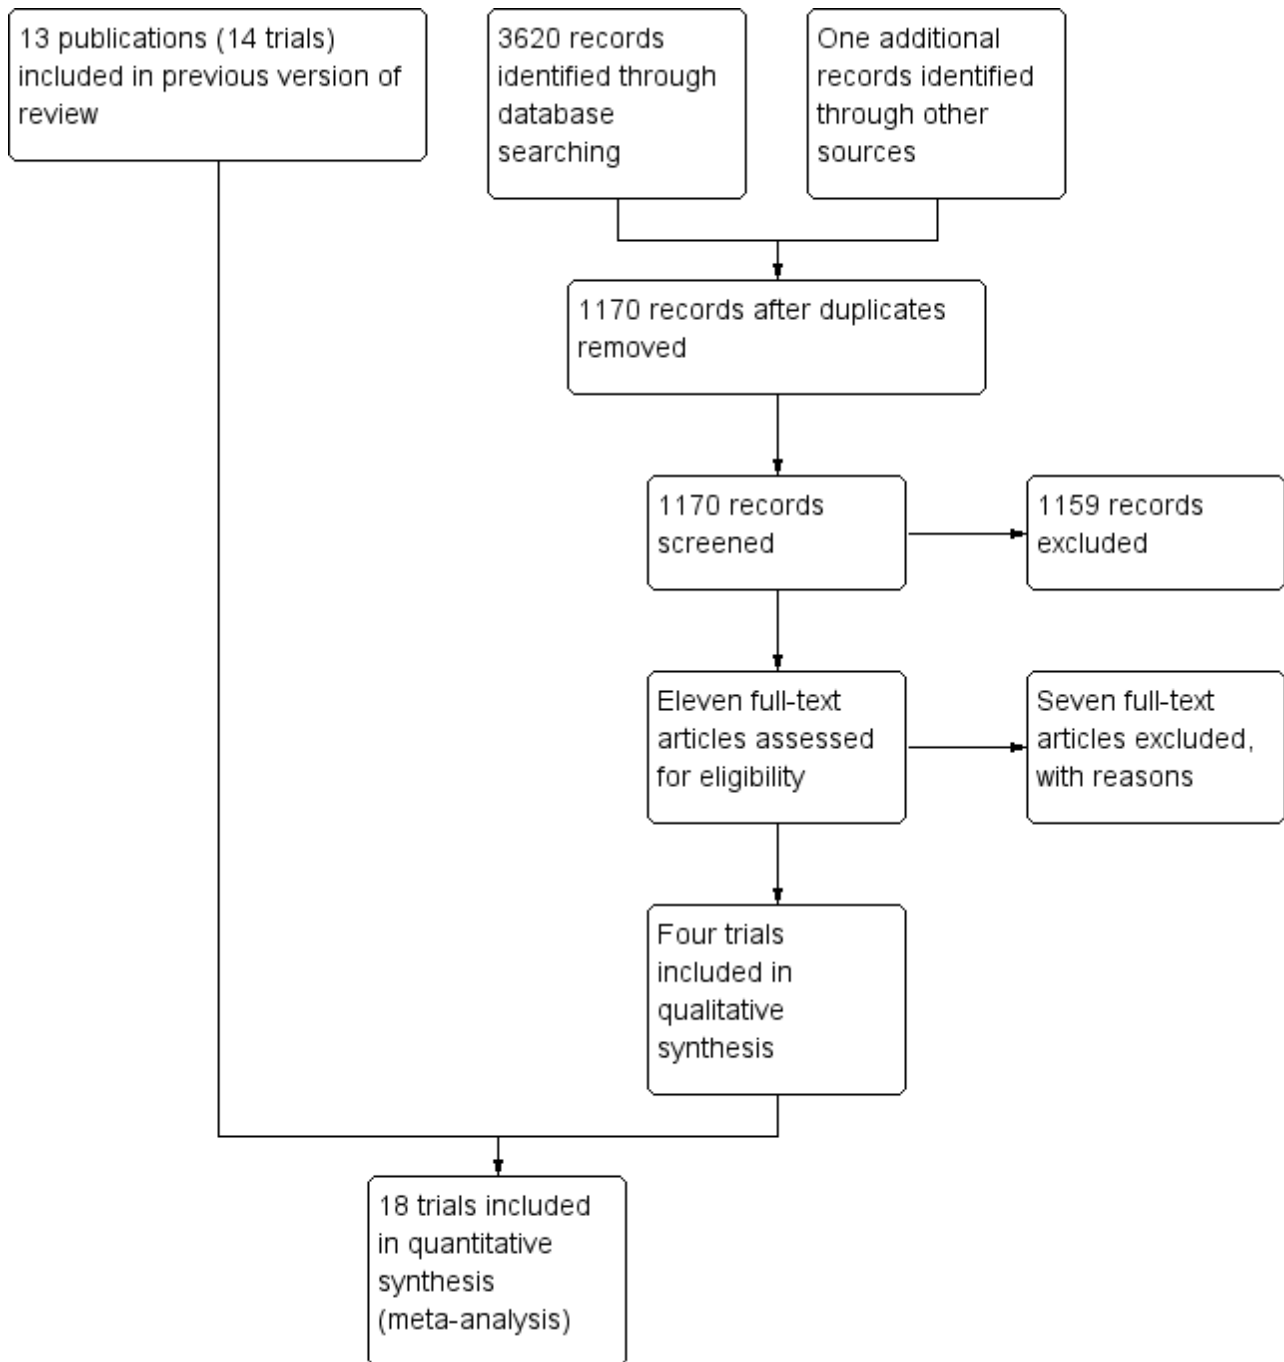 13 publications (14 trials)
included in previous version of
review
3620 records
identified through
database
searching
One additional
records identified
through other
sources
1170 records after duplicates
removed
1170 records
screened
1159 records
excluded
Eleven full-text
articles assessed
for eligibility
Seven full-text
articles excluded,
with reasons
Four trials
included in
qualitative
synthesis
18 trials included
in quantitative
synthesis
(meta-analysis)